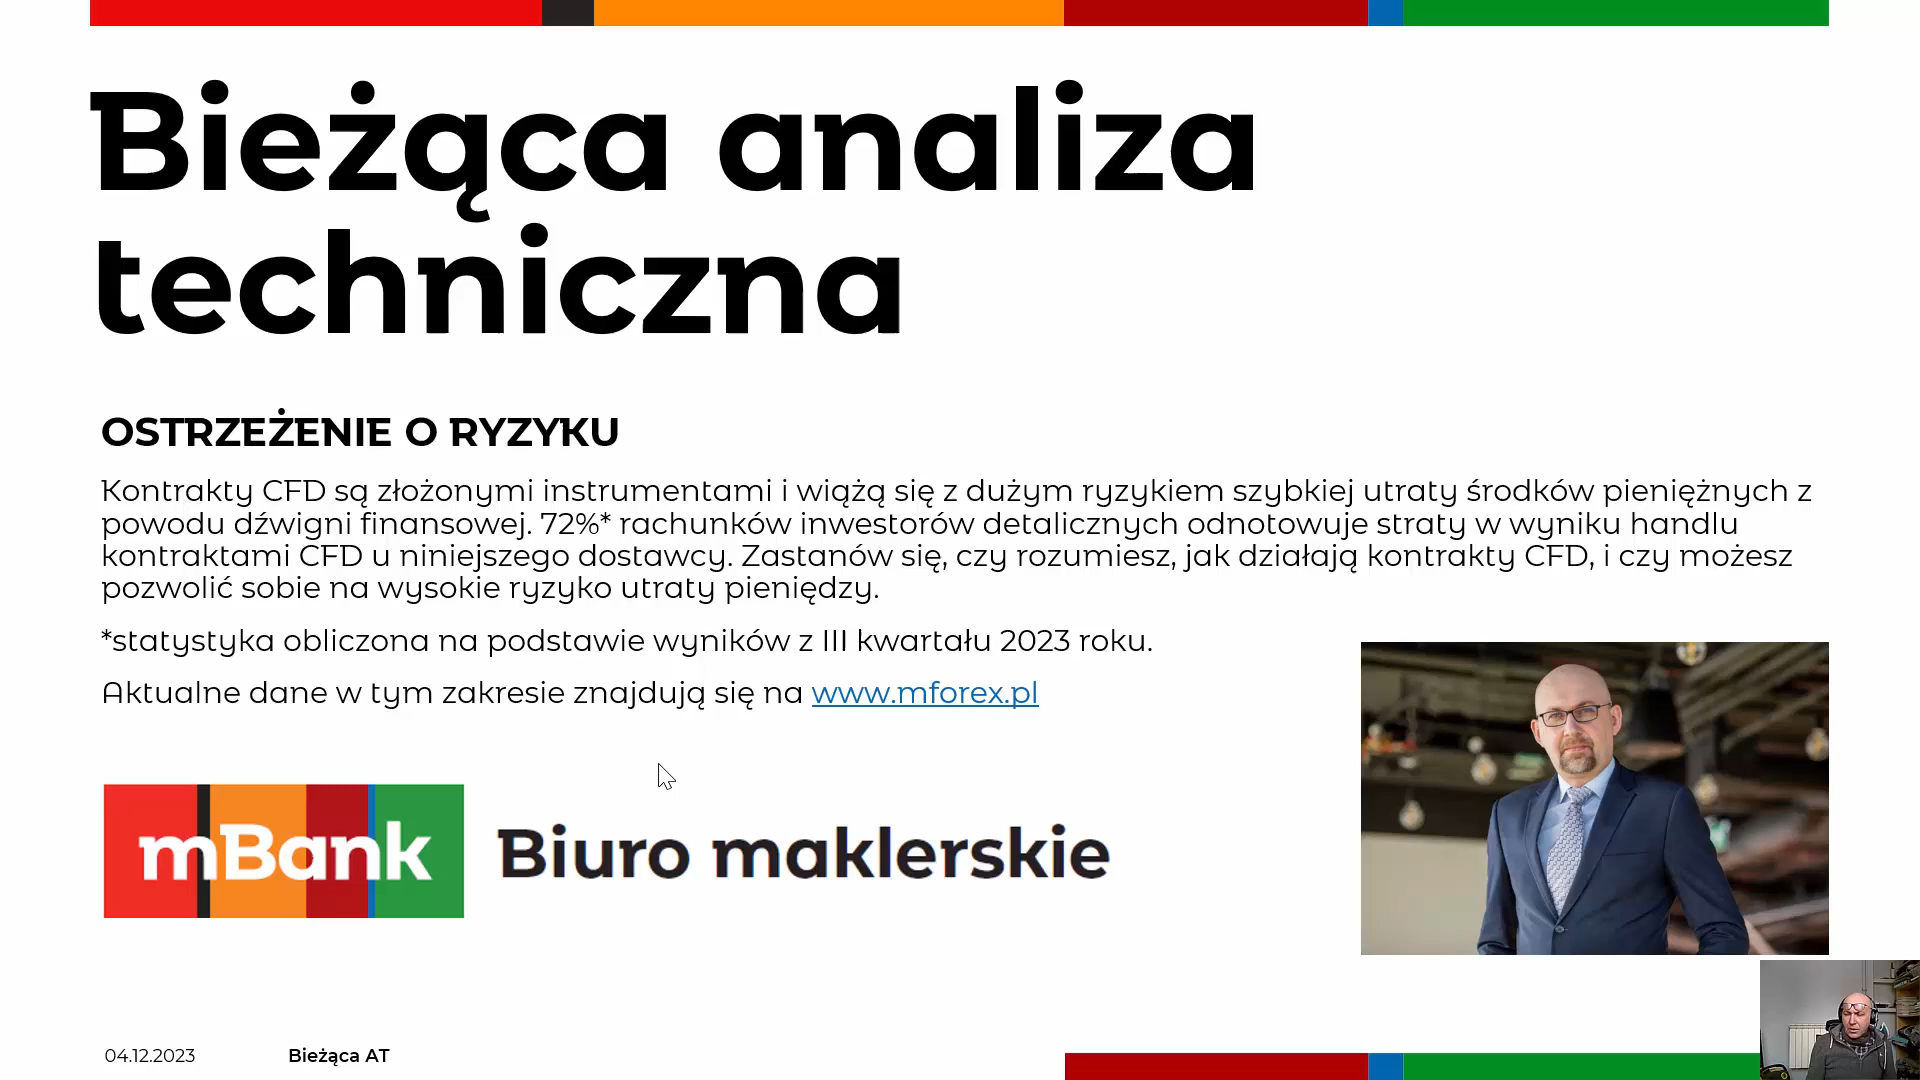 Bieżąca analiza
techniczna
OSTRZEŻENIE O RYZYKU
Kontrakty CFD są złożonymi instrumentami i wiążą się z dużym ryzykiem szybkiej utraty środków pieniężnych z
powodu dźwigni finansowej. 72%* rachunków inwestorów detalicznych odnotowuje straty w wyniku handlu
kontraktami CFD u niniejszego dostawcy. Zastanów się, czy rozumiesz, jak działają kontrakty CFD, i czy możesz
pozwolić sobie na wysokie ryzyko utraty pieniędzy.
*statystyka obliczona na podstawie wyników z III kwartału 2023 roku.
Aktualne dane w tym zakresie znajdują się na www.mforex.pl
mBank Biuro maklerskie
04.12.2023 Bieżąca AT